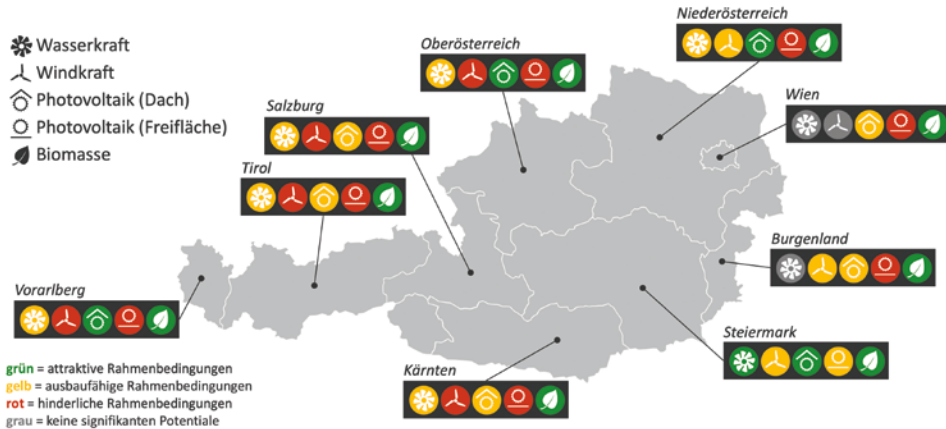 Wasserkraft
Windkraft
Photovoltaik (Dach)
Photovoltaik (Freifläche)
Biomasse
Niederösterreich
Oberösterreich
Wien
Salzburg
Tirol
Burgenland
Vorarlberg
Steiermark
Kärnten
grün = attraktive Rahmenbedingungen
gelb = ausbaufähige Rahmenbedingungen
rot = hinderliche Rahmenbedingungen
grau = keine signifikanten Potentiale